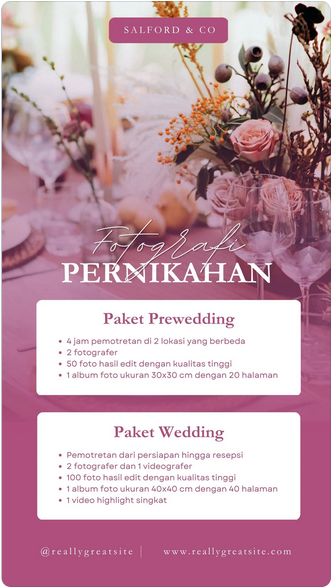 SALFORD & CO
Fotografi
PERNIKAHAN
Paket Prewedding
• 4 jam pemotretan di 2 lokasi yang berbeda
• 2 fotografer
• 50 foto hasil edit dengan kualitas tinggi
• 1 album foto ukuran 30x30 cm dengan 20 halaman
Paket Wedding
• Pemotretan dari persiapan hingga resepsi
• 2 fotografer dan 1 videografer
• 100 foto hasil edit dengan kualitas tinggi
• 1 album foto ukuran 40x40 cm dengan 40 halaman
• 1 video highlight singkat
@reallygreatsite | www.reallygreatsite.com